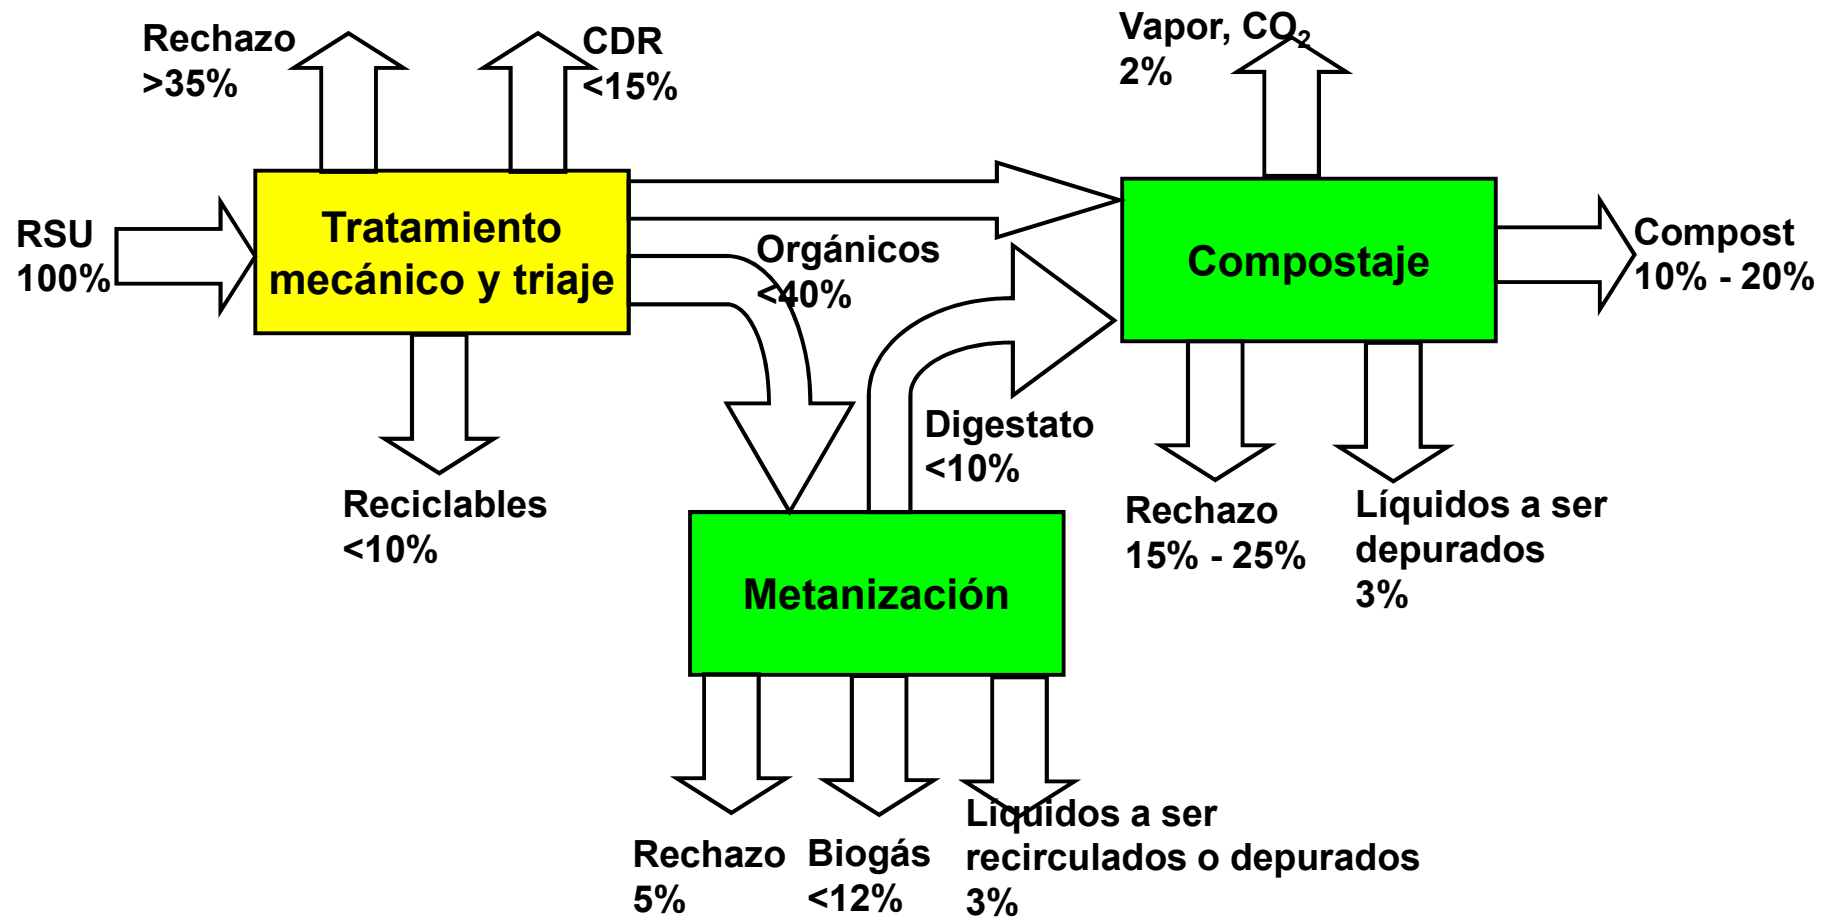 Rechazo
>35%
CDR
<15%
Vapor, CO₂
2%
RSU
100%
Tratamiento
mecánico y triaje
Orgánicos
<40%
Compostaje
Compost
10% - 20%
Reciclables
<10%
Digestato
<10%
Rechazo
15% - 25%
Líquidos a ser
depurados
3%
Metanización
Rechazo
5%
Biogás
<12%
Líquidos a ser
recirculados o depurados
3%